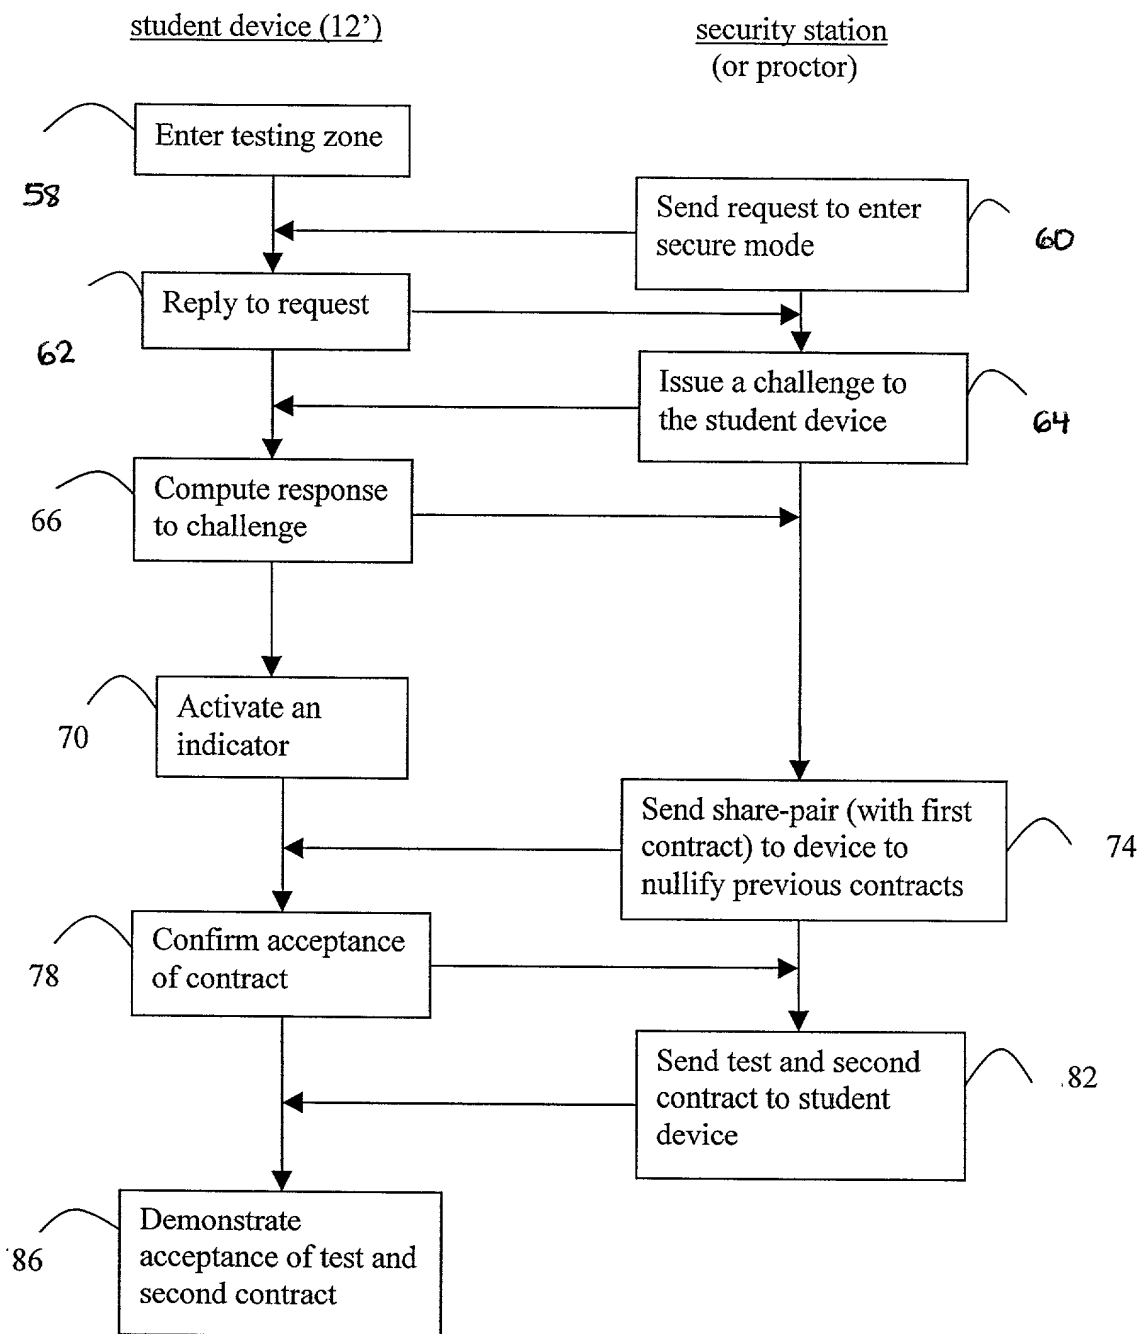 student device (12’)
security station
(or proctor)
Enter testing zone
58
Send request to enter
secure mode
60
Reply to request
62
Issue a challenge to
the student device
64
Compute response
to challenge
66
Activate an
indicator
70
Send share-pair (with first
contract) to device to
nullify previous contracts
74
Confirm acceptance
of contract
78
Send test and second
contract to student
device
82
Demonstrate
acceptance of test and
second contract
86